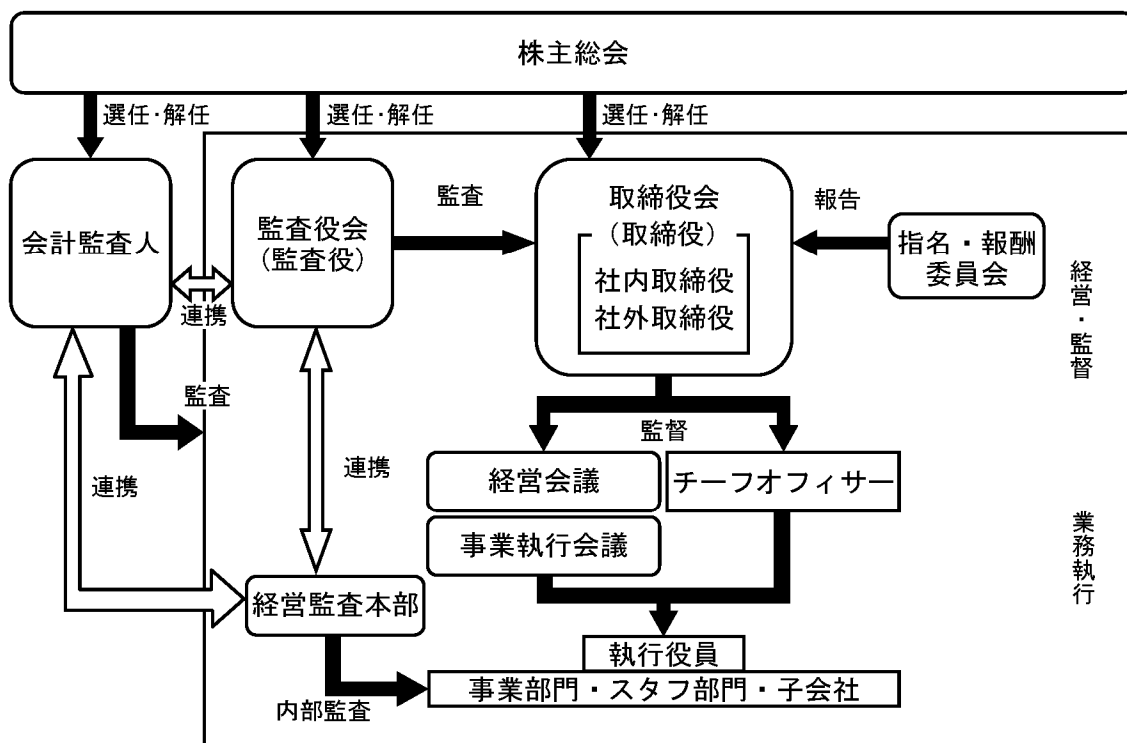 株主総会
選任・解任
選任・解任
選任・解任
会計監査人
監査役会
(監査役)
監査
取締役会
(取締役)
社内取締役
社外取締役
報告
指名・報酬
委員会
連携
経営・監督
監査
監督
連携
連携
経営会議
チーフオフィサー
事業執行会議
業務執行
経営監査本部
執行役員
事業部門・スタフ部門・子会社
内部監査